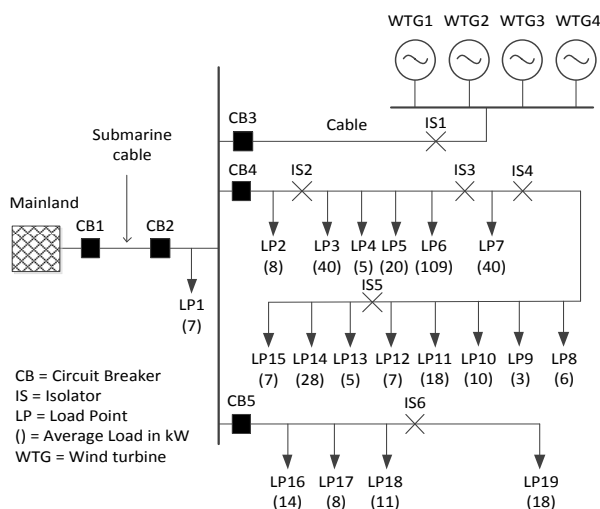 WTG1 WTG2 WTG3 WTG4
CB3
Cable
IS1
Submarine
cable
CB4
IS2
IS3
IS4
Mainland
CB1
CB2
LP2
(8)
LP3
(40)
LP4
(5)
LP5
(20)
LP6
(109)
LP7
(40)
LP1
(7)
IS5
LP15
(7)
LP14
(28)
LP13
(5)
LP12
(7)
LP11
(18)
LP10
(10)
LP9
(3)
LP8
(6)
CB = Circuit Breaker
IS = Isolator
LP = Load Point
() = Average Load in kW
WTG = Wind turbine
CB5
IS6
LP16
(14)
LP17
(8)
LP18
(11)
LP19
(18)